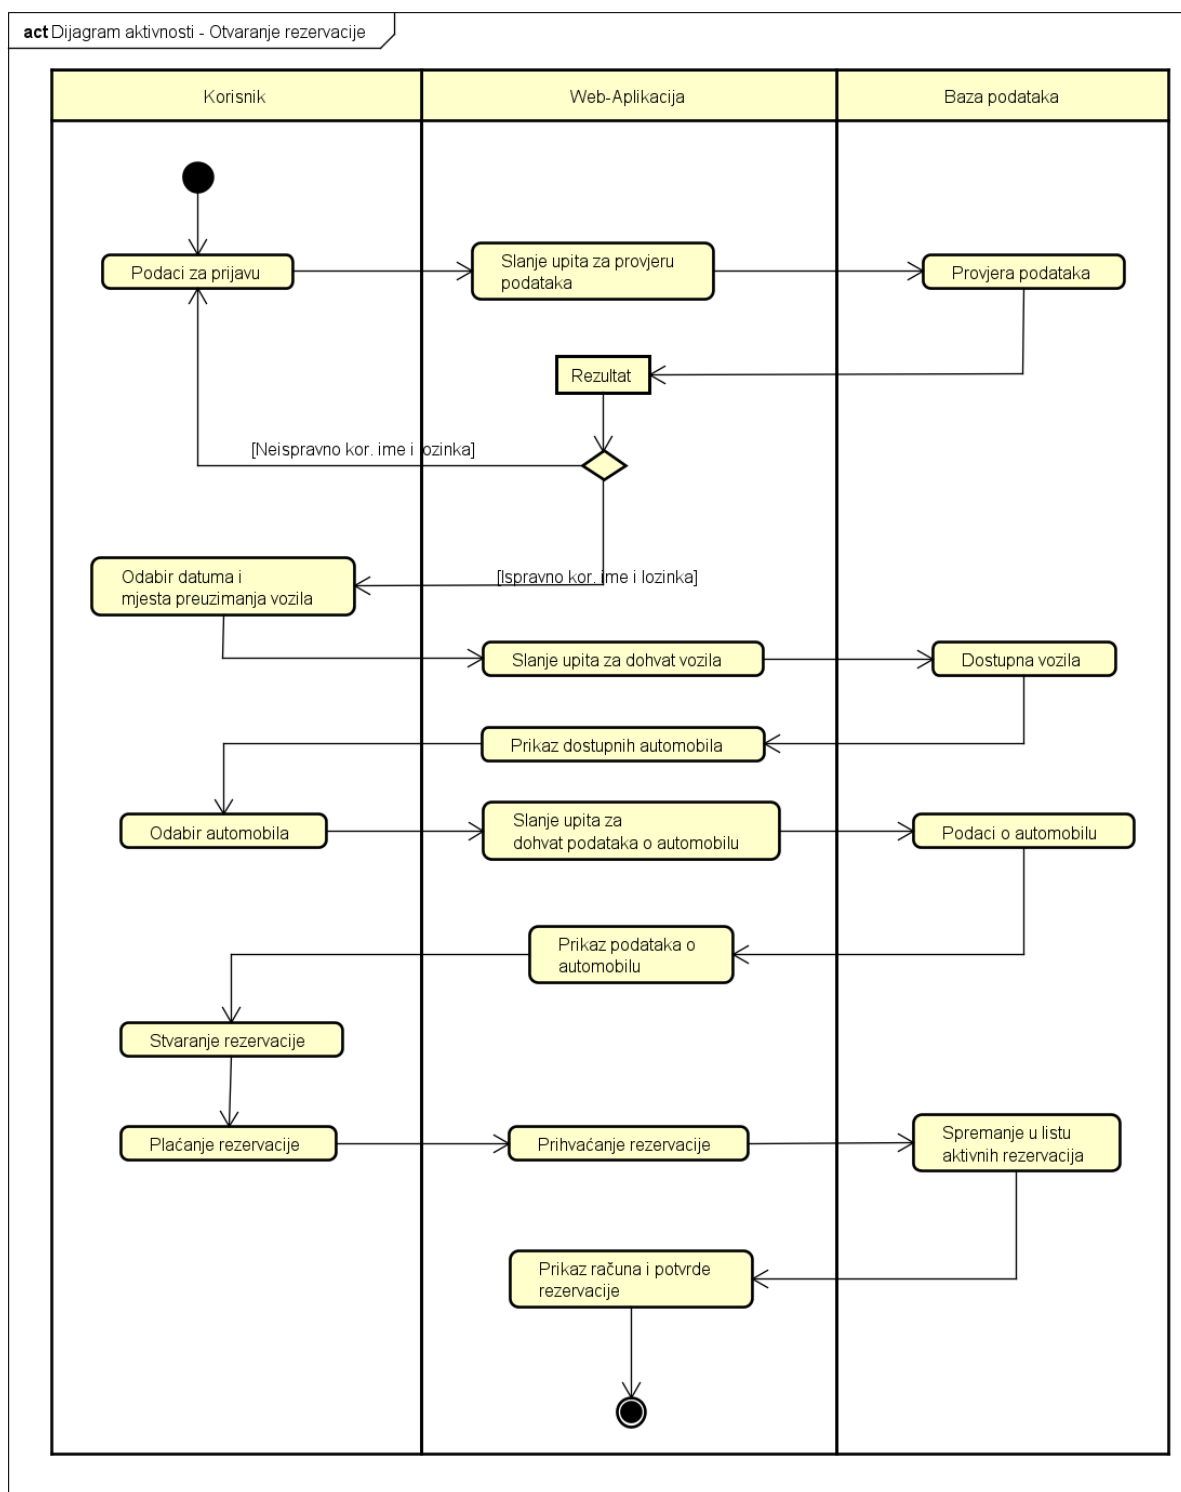 act Dijagram aktivnosti - Otvaranje rezervacije
Korisnik
Web-Aplikacija
Baza podataka
Podaci za prijavu
Slanje upita za provjeru
podataka
Provjera podataka
Rezultat
[Neispravno kor. ime i lozinka]
[Ispravno kor. ime i lozinka]
Odabir datuma i
mjesta preuzimanja vozila
Slanje upita za dohvat vozila
Dostupna vozila
Prikaz dostupnih automobila
Odabir automobila
Slanje upita za
dohvat podataka o automobilu
Podaci o automobilu
Prikaz podataka o
automobilu
Stvaranje rezervacije
Plaćanje rezervacije
Prihvaćanje rezervacije
Spremanje u listu
aktivnih rezervacija
Prikaz računa i potvrde
rezervacije